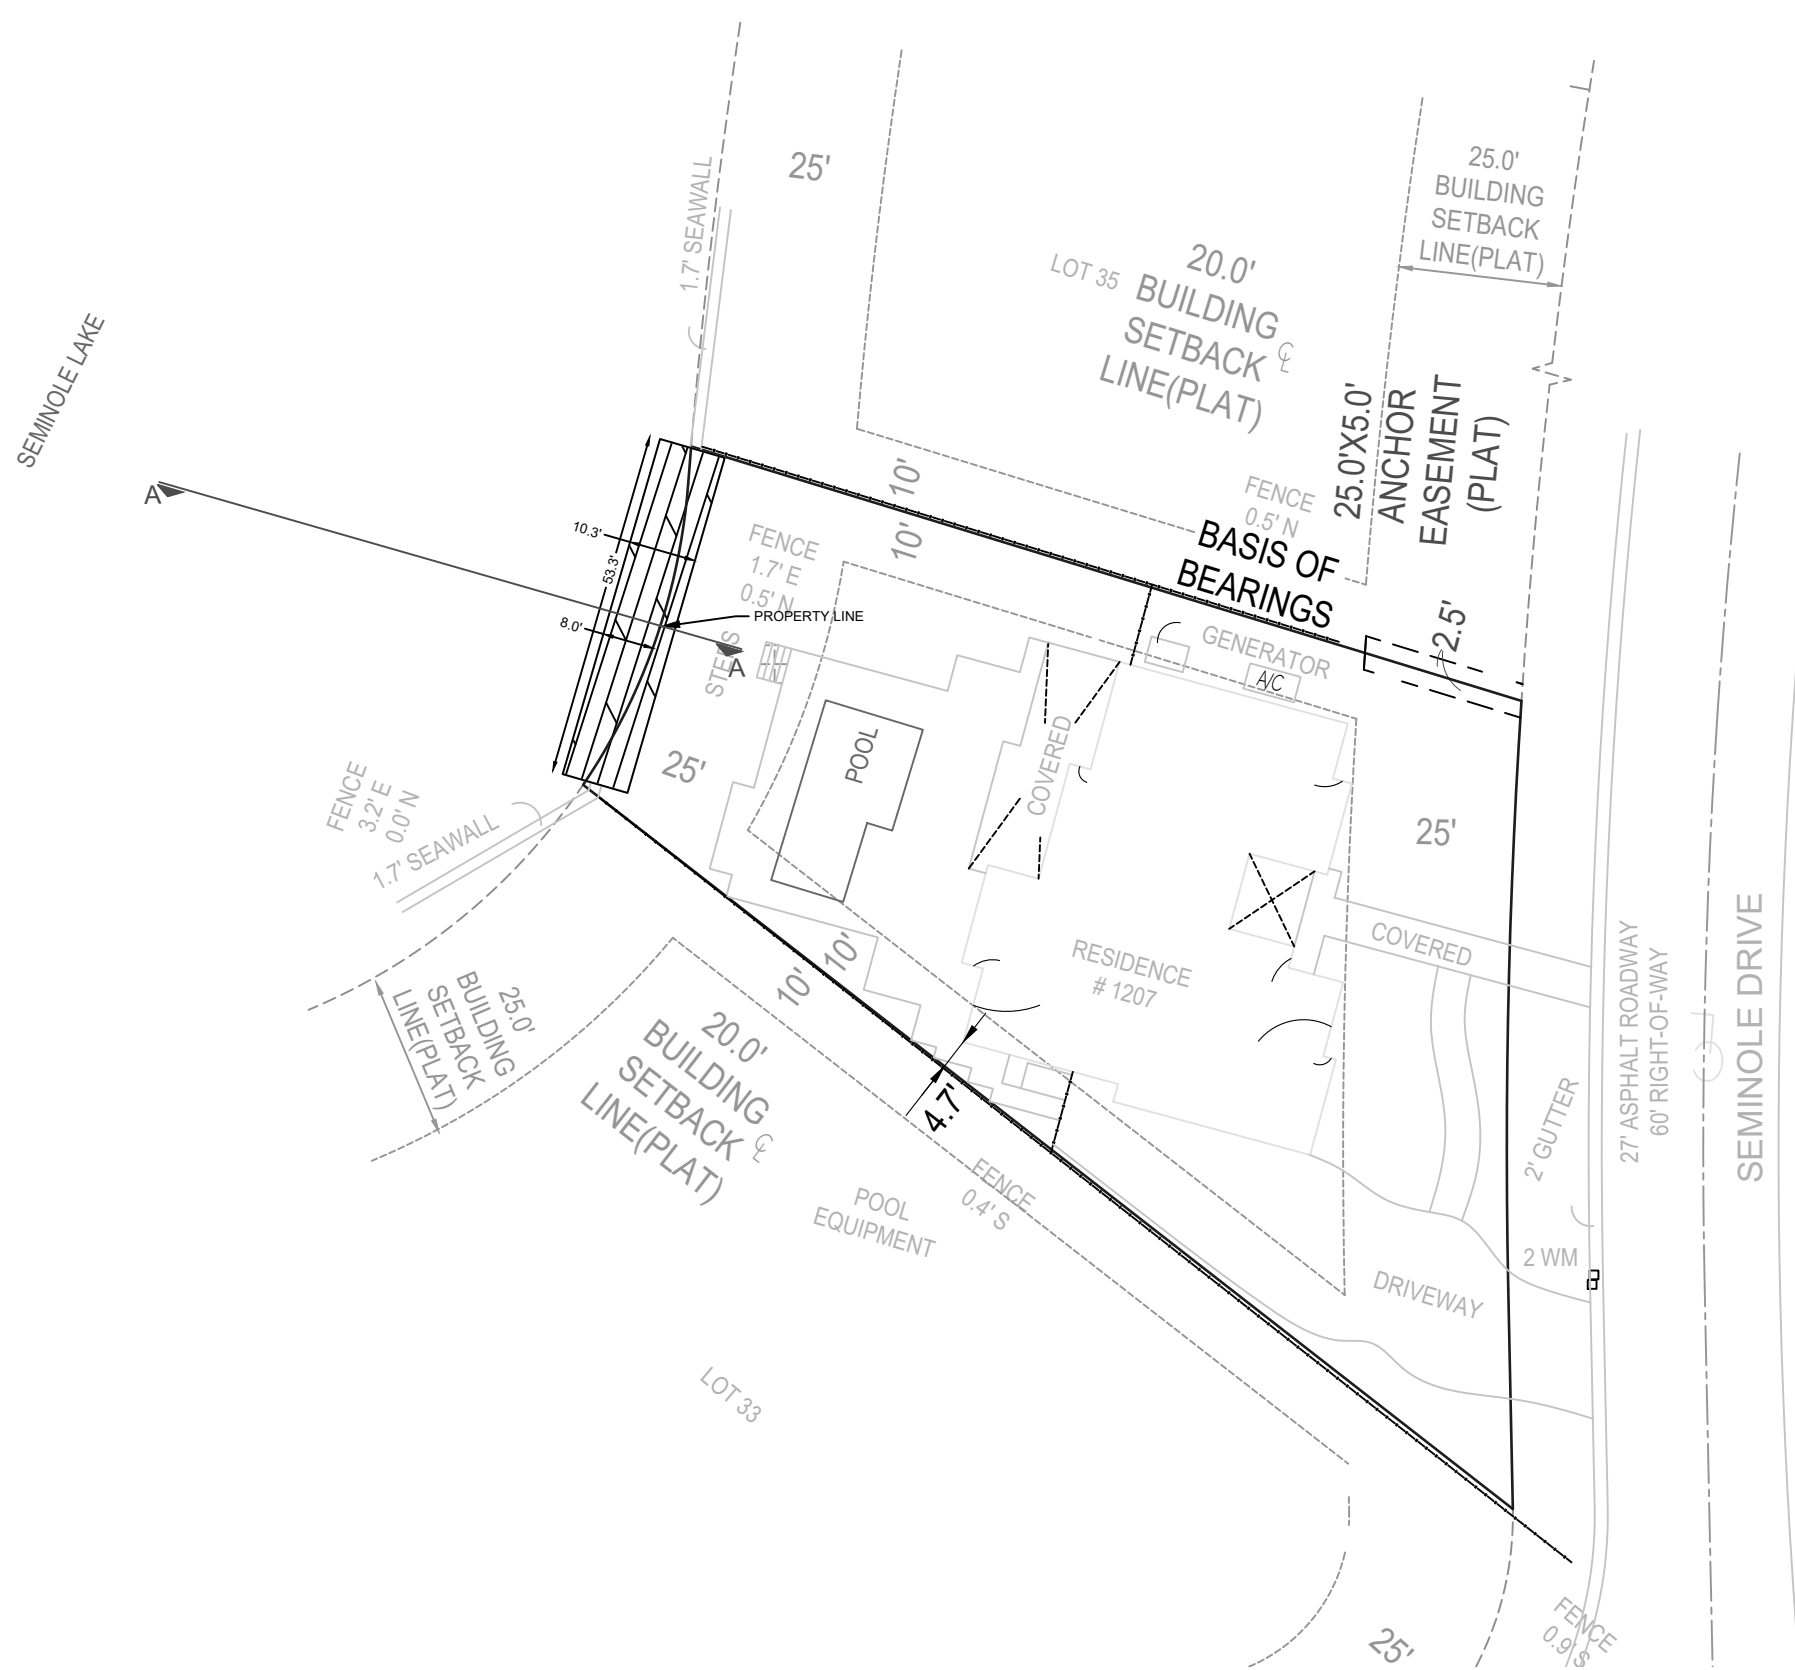 25'
1.7' SEAWALL
25.0'
BUILDING
SETBACK
LINE(PLAT)
LOT 35
20.0'
BUILDING
SETBACK
LINE(PLAT)
℄
SEMINOLE LAKE
25.0'X5.0'
ANCHOR
EASEMENT
(PLAT)
10'
10'
FENCE
0.5' N
BASIS OF
BEARINGS
A
10.3'
53.3'
8.0'
FENCE
1.7' E
0.5' N
PROPERTY LINE
STEPS
A
GENERATOR
A/C
2.5'
25'
POOL
COVERED
25'
FENCE
3.2' E
0.0' N
1.7' SEAWALL
COVERED
RESIDENCE
# 1207
10'
10'
25.0'
BUILDING
SETBACK
LINE(PLAT)
20.0'
BUILDING
SETBACK
LINE(PLAT)
℄
4.7'
FENCE
0.4' S
POOL
EQUIPMENT
2' GUTTER
27' ASPHALT ROADWAY
60' RIGHT-OF-WAY
SEMINOLE DRIVE
2 WM
DRIVEWAY
LOT 33
25'
FENCE
0.9' S